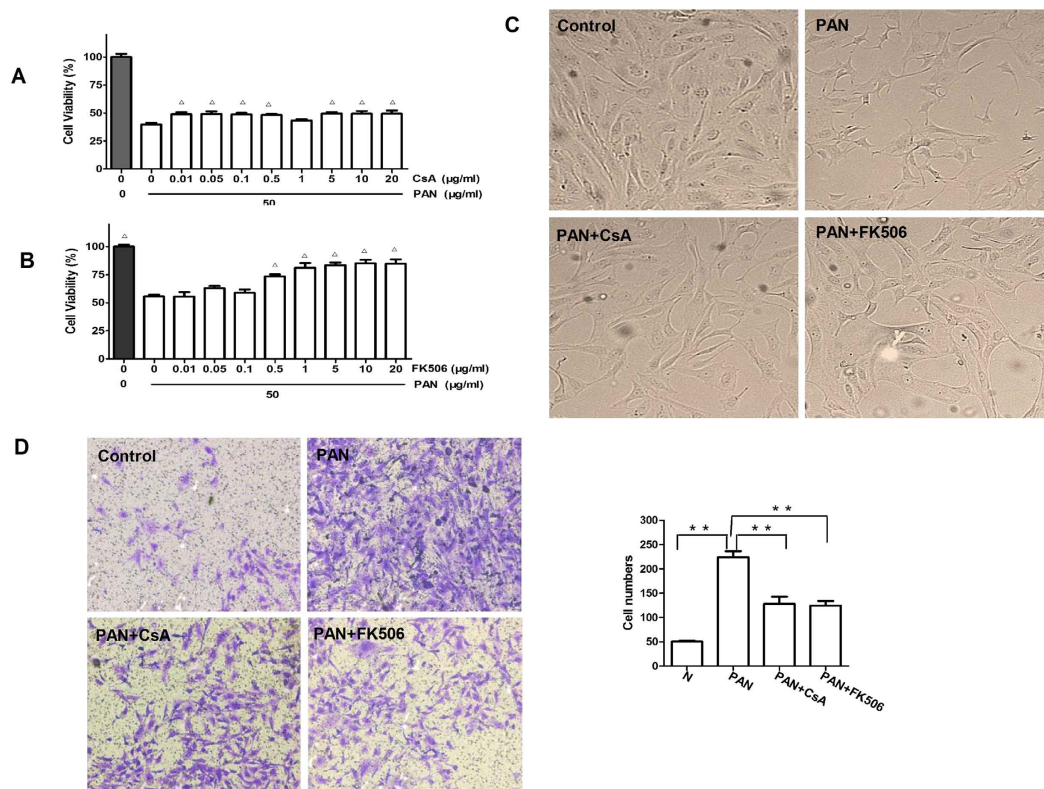 A
Cell Viability (%)
100
75
50
25
0
△ △ △ △ △ △ △
0 0 0.01 0.05 0.1 0.5 1 5 10 20 CsA (μg/ml)
0 50 PAN (μg/ml)
B
Cell Viability (%)
100
75
50
25
0
△ △ △ △ △ △
0 0 0.01 0.05 0.1 0.5 1 5 10 20 FK506 (μg/ml)
0 50 PAN (μg/ml)
C
Control PAN
PAN+CsA PAN+FK506
D
Control PAN
PAN+CsA PAN+FK506
Cell numbers
300
250
200
150
100
50
0
* *
* * * *
N PAN PAN+CsA PAN+FK506